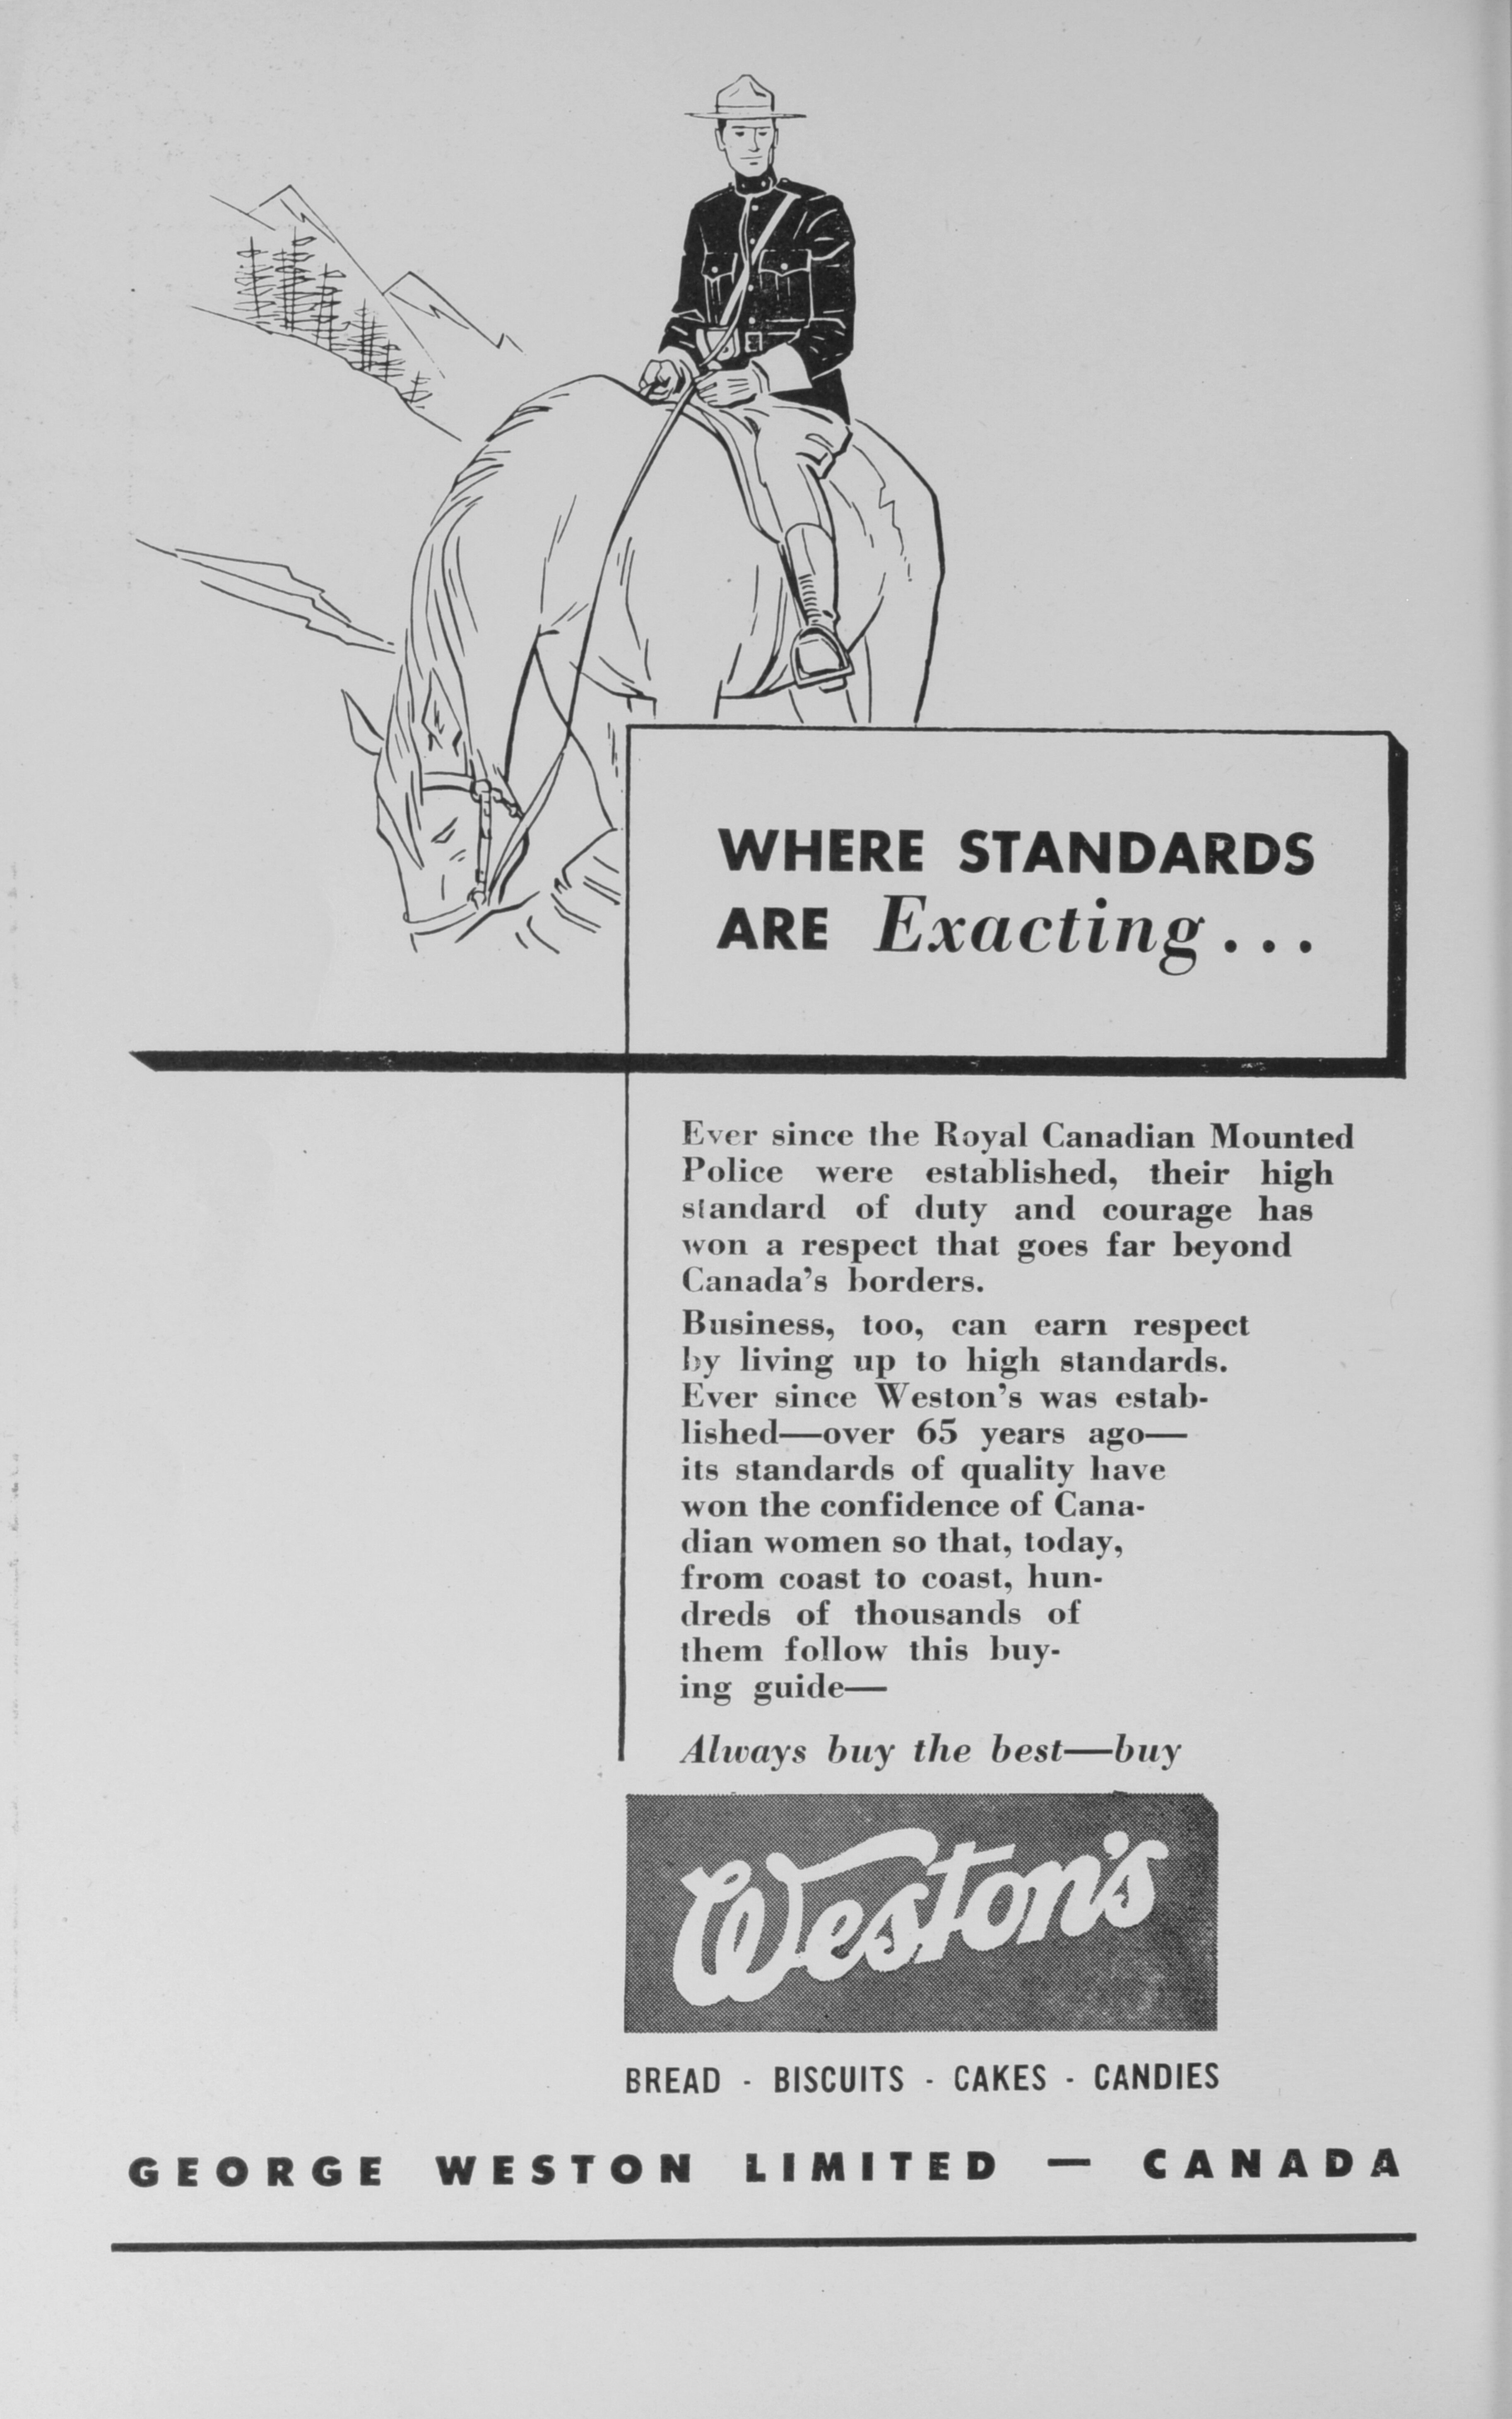 WHERE STANDARDS
ARE Exacting...
Ever since the Royal Canadian Mounted
Police were established, their high
standard of duty and courage has
won a respect that goes far beyond
Canada's borders.
Business, too, can earn respect
by living up to high standards.
Ever since Weston's was estab-
lished—over 65 years ago—
its standards of quality have
won the confidence of Cana-
dian women so that, today,
from coast to coast, hun-
dreds of thousands of
them follow this buy-
ing guide—
Always buy the best—buy
Weston's
BREAD - BISCUITS - CAKES - CANDIES
GEORGE WESTON LIMITED — CANADA